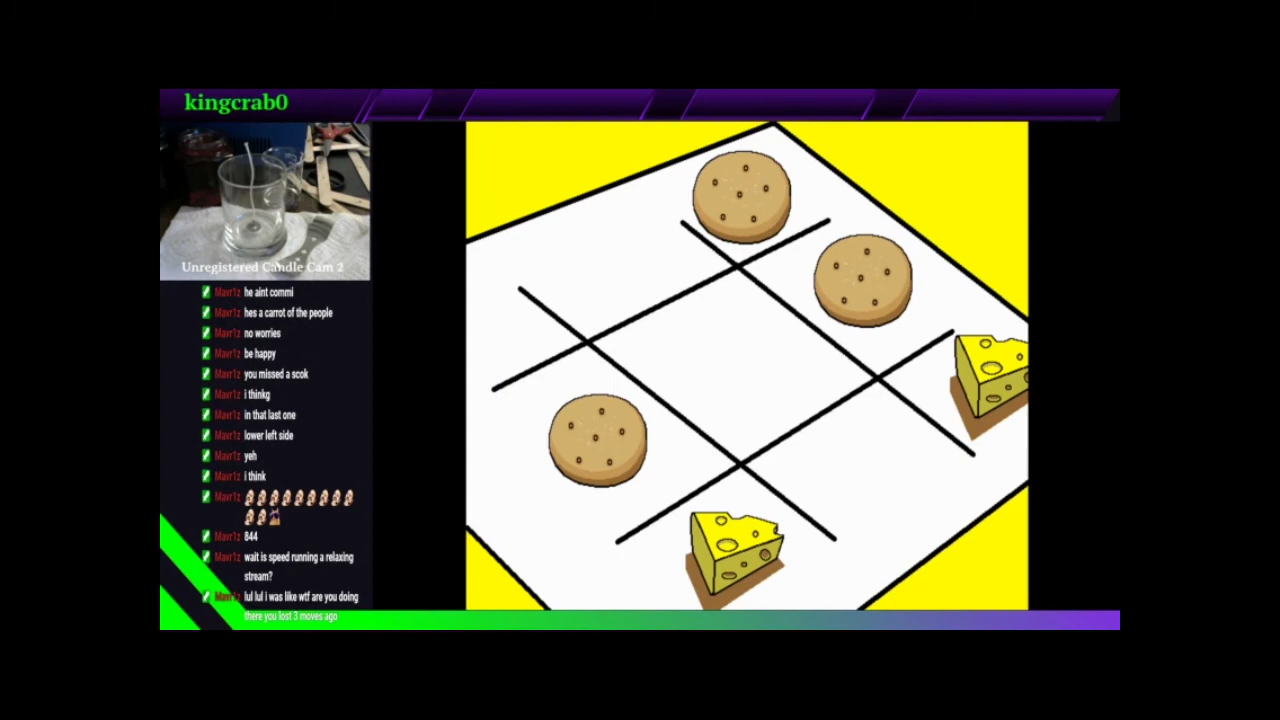 kingcrab0
Unregistered Candle Cam 2
Mavr1z he aint commi
Mavr1z hes a carrot of the people
Mavr1z no worries
Mavr1z be happy
Mavr1z you missed a scok
Mavr1z i thinkg
Mavr1z in that last one
Mavr1z lower left side
Mavr1z yeh
Mavr1z i think
Mavr1z
Mavr1z 844
Mavr1z wait is speed running a relaxing
stream?
Mavr1z lul lul i was like wtf are you doing
there you lost 3 moves ago